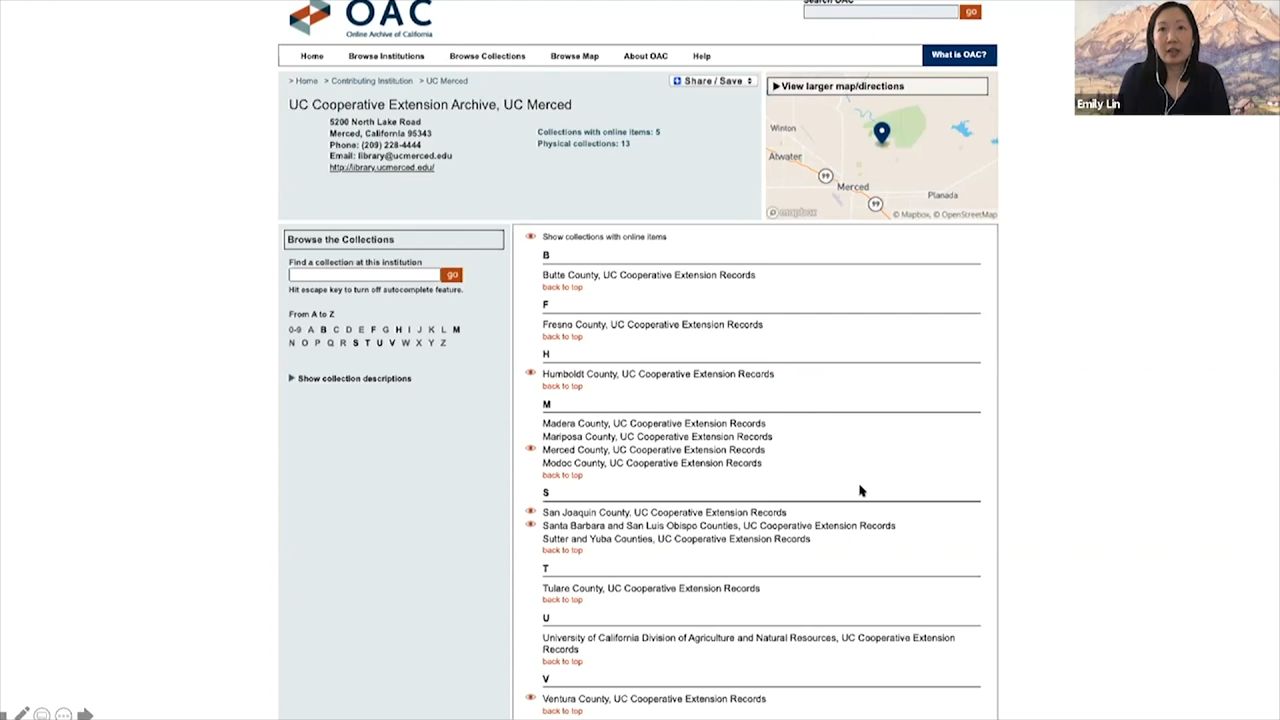 OAC
Online Archive of California
Search OAC
go
Home
Browse Institutions
Browse Collections
Browse Map
About OAC
Help
What is OAC?
> Home > Contributing Institution > UC Merced
Share / Save
UC Cooperative Extension Archive, UC Merced
5200 North Lake Road
Merced, California 95343
Phone: (209) 228-4444
Email: library@ucmerced.edu
http://library.ucmerced.edu/
Collections with online items: 5
Physical collections: 13
View larger map/directions
Winton
Atwater
99
Merced
Planada
99
mapbox
© Mapbox, © OpenStreetMap
Emily Lin
Browse the Collections
Find a collection at this institution
go
Hit escape key to turn off autocomplete feature.
From A to Z
0-9 A B C D E F G H I J K L M
N O P Q R S T U V W X Y Z
Show collection descriptions
Show collections with online items
B
Butte County, UC Cooperative Extension Records
back to top
F
Fresno County, UC Cooperative Extension Records
back to top
H
Humboldt County, UC Cooperative Extension Records
back to top
M
Madera County, UC Cooperative Extension Records
Mariposa County, UC Cooperative Extension Records
Merced County, UC Cooperative Extension Records
Modoc County, UC Cooperative Extension Records
back to top
S
San Joaquin County, UC Cooperative Extension Records
Santa Barbara and San Luis Obispo Counties, UC Cooperative Extension Records
Sutter and Yuba Counties, UC Cooperative Extension Records
back to top
T
Tulare County, UC Cooperative Extension Records
back to top
U
University of California Division of Agriculture and Natural Resources, UC Cooperative Extension
Records
back to top
V
Ventura County, UC Cooperative Extension Records
back to top